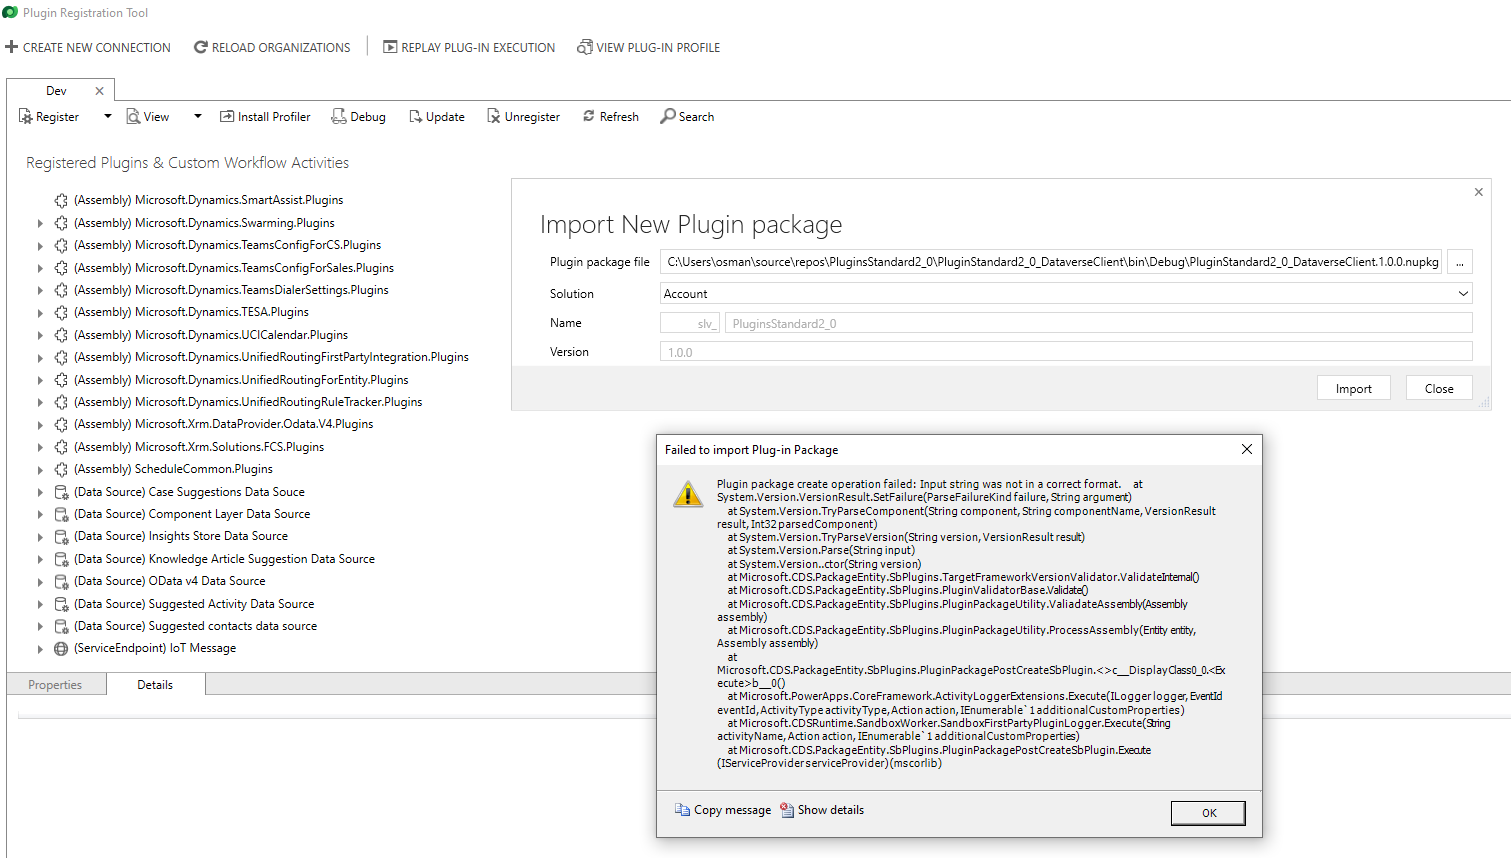 Plugin Registration Tool
CREATE NEW CONNECTION RELOAD ORGANIZATIONS REPLAY PLUG-IN EXECUTION VIEW PLUG-IN PROFILE
Dev
Register View Install Profiler Debug Update Unregister Refresh Search
Registered Plugins & Custom Workflow Activities
(Assembly) Microsoft.Dynamics.SmartAssist.Plugins
(Assembly) Microsoft.Dynamics.Swarming.Plugins
(Assembly) Microsoft.Dynamics.TeamsConfigForCS.Plugins
(Assembly) Microsoft.Dynamics.TeamsConfigForSales.Plugins
(Assembly) Microsoft.Dynamics.TeamsDialerSettings.Plugins
(Assembly) Microsoft.Dynamics.TESA.Plugins
(Assembly) Microsoft.Dynamics.UCICalendar.Plugins
(Assembly) Microsoft.Dynamics.UnifiedRoutingFirstPartyIntegration.Plugins
(Assembly) Microsoft.Dynamics.UnifiedRoutingForEntity.Plugins
(Assembly) Microsoft.Dynamics.UnifiedRoutingRuleTracker.Plugins
(Assembly) Microsoft.Xrm.DataProvider.Odata.V4.Plugins
(Assembly) Microsoft.Xrm.Solutions.FCS.Plugins
(Assembly) ScheduleCommon.Plugins
(Data Source) Case Suggestions Data Souce
(Data Source) Component Layer Data Source
(Data Source) Insights Store Data Source
(Data Source) Knowledge Article Suggestion Data Source
(Data Source) OData v4 Data Source
(Data Source) Suggested Activity Data Source
(Data Source) Suggested contacts data source
(ServiceEndpoint) IoT Message
Properties Details
Import New Plugin package
Plugin package file C:\Users\osman\source\repos\PluginsStandard2_0\PluginStandard2_0_DataverseClient\bin\Debug\PluginStandard2_0_DataverseClient.1.0.0.nupkg ...
Solution Account
Name slv_ PluginsStandard2_0
Version 1.0.0
Import Close
Failed to import Plug-in Package
Plugin package create operation failed: Input string was not in a correct format. at
System.Version.VersionResult.SetFailure(ParseFailureKind failure, String argument)
at System.Version.TryParseComponent(String component, String componentName, VersionResult
result, Int32 parsedComponent)
at System.Version.TryParseVersion(String version, VersionResult result)
at System.Version.Parse(String input)
at System.Version..ctor(String version)
at Microsoft.CDS.PackageEntity.SbPlugins.TargetFrameworkVersionValidator.ValidateInternal()
at Microsoft.CDS.PackageEntity.SbPlugins.PluginValidatorBase.Validate()
at Microsoft.CDS.PackageEntity.SbPlugins.PluginPackageUtility.ValiadateAssembly(Assembly
assembly)
at Microsoft.CDS.PackageEntity.SbPlugins.PluginPackageUtility.ProcessAssembly(Entity entity,
Assembly assembly)
at
Microsoft.CDS.PackageEntity.SbPlugins.PluginPackagePostCreateSbPlugin.<>c__DisplayClass0_0.<Ex
ecute>b__0()
at Microsoft.PowerApps.CoreFramework.ActivityLoggerExtensions.Execute(ILogger logger, EventId
eventId, ActivityType activityType, Action action, IEnumerable`1 additionalCustomProperties)
at Microsoft.CDSRuntime.SandboxWorker.SandboxFirstPartyPluginLogger.Execute(String
activityName, Action action, IEnumerable`1 additionalCustomProperties)
at Microsoft.CDS.PackageEntity.SbPlugins.PluginPackagePostCreateSbPlugin.Execute
(IServiceProvider serviceProvider) (mscorlib)
Copy message Show details OK